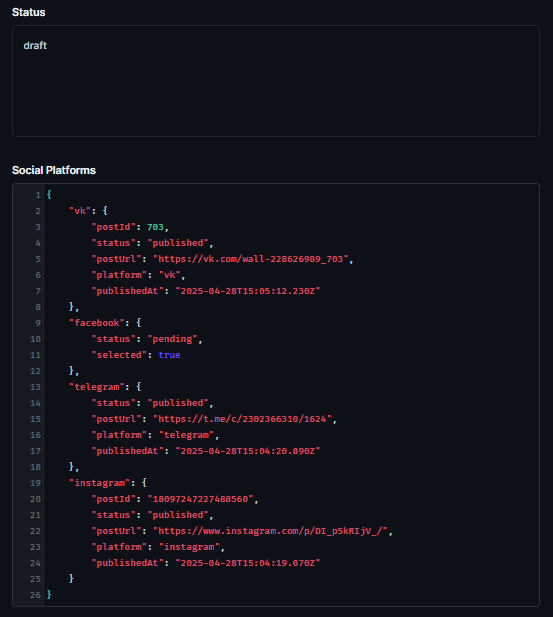 Status
draft
Social Platforms
1 {
2     "vk": {
3         "postId": 703,
4         "status": "published",
5         "postUrl": "https://vk.com/wall-228626989_703",
6         "platform": "vk",
7         "publishedAt": "2025-04-28T15:05:12.230Z"
8     },
9     "facebook": {
10         "status": "pending",
11         "selected": true
12     },
13     "telegram": {
14         "status": "published",
15         "postUrl": "https://t.me/c/2302366310/1624",
16         "platform": "telegram",
17         "publishedAt": "2025-04-28T15:04:20.890Z"
18     },
19     "instagram": {
20         "postId": "18097247227488560",
21         "status": "published",
22         "postUrl": "https://www.instagram.com/p/DI_p5kRIjV_/",
23         "platform": "instagram",
24         "publishedAt": "2025-04-28T15:04:19.070Z"
25     }
26 }